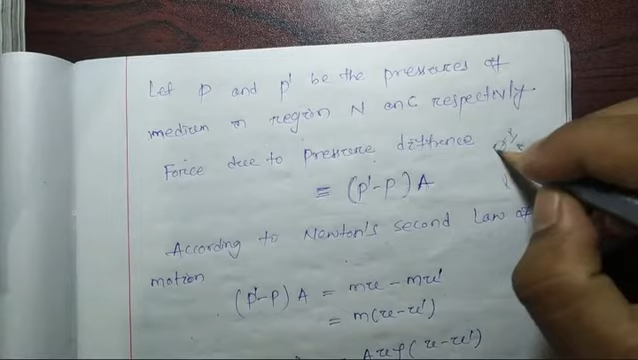 Let P and P' be the pressures of
medium in region N and C respectively.
Force due to pressure difference
= (P'-P) A
According to Newton's second Law of
motion
(P'-P) A = mu - mu'
= m(u-u')
Auρ(u-u')